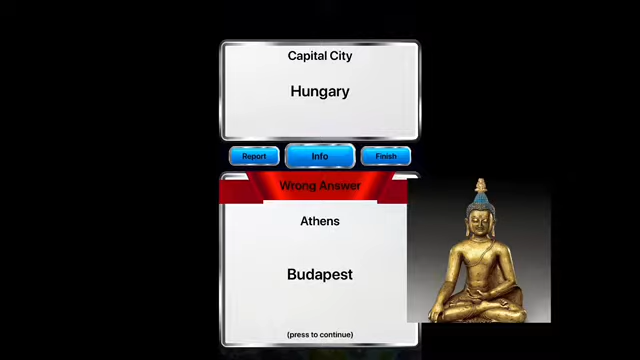 Capital City
Hungary
Report
Info
Finish
Wrong Answer
Athens
Budapest
(press to continue)